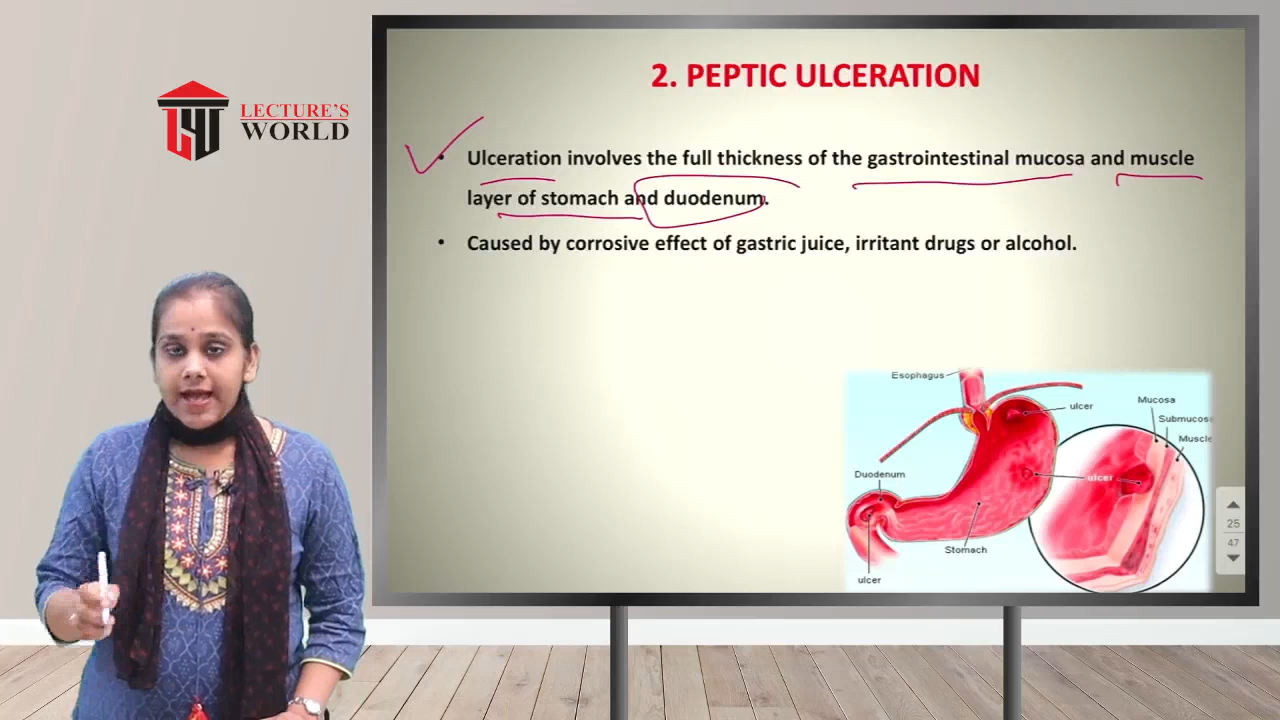 LECTURE'S
WORLD
2. PEPTIC ULCERATION
• Ulceration involves the full thickness of the gastrointestinal mucosa and muscle
layer of stomach and duodenum.
• Caused by corrosive effect of gastric juice, irritant drugs or alcohol.
Esophagus
ulcer
Mucosa
Submucosa
Muscle
Duodenum
ulcer
Stomach
ulcer
25
47